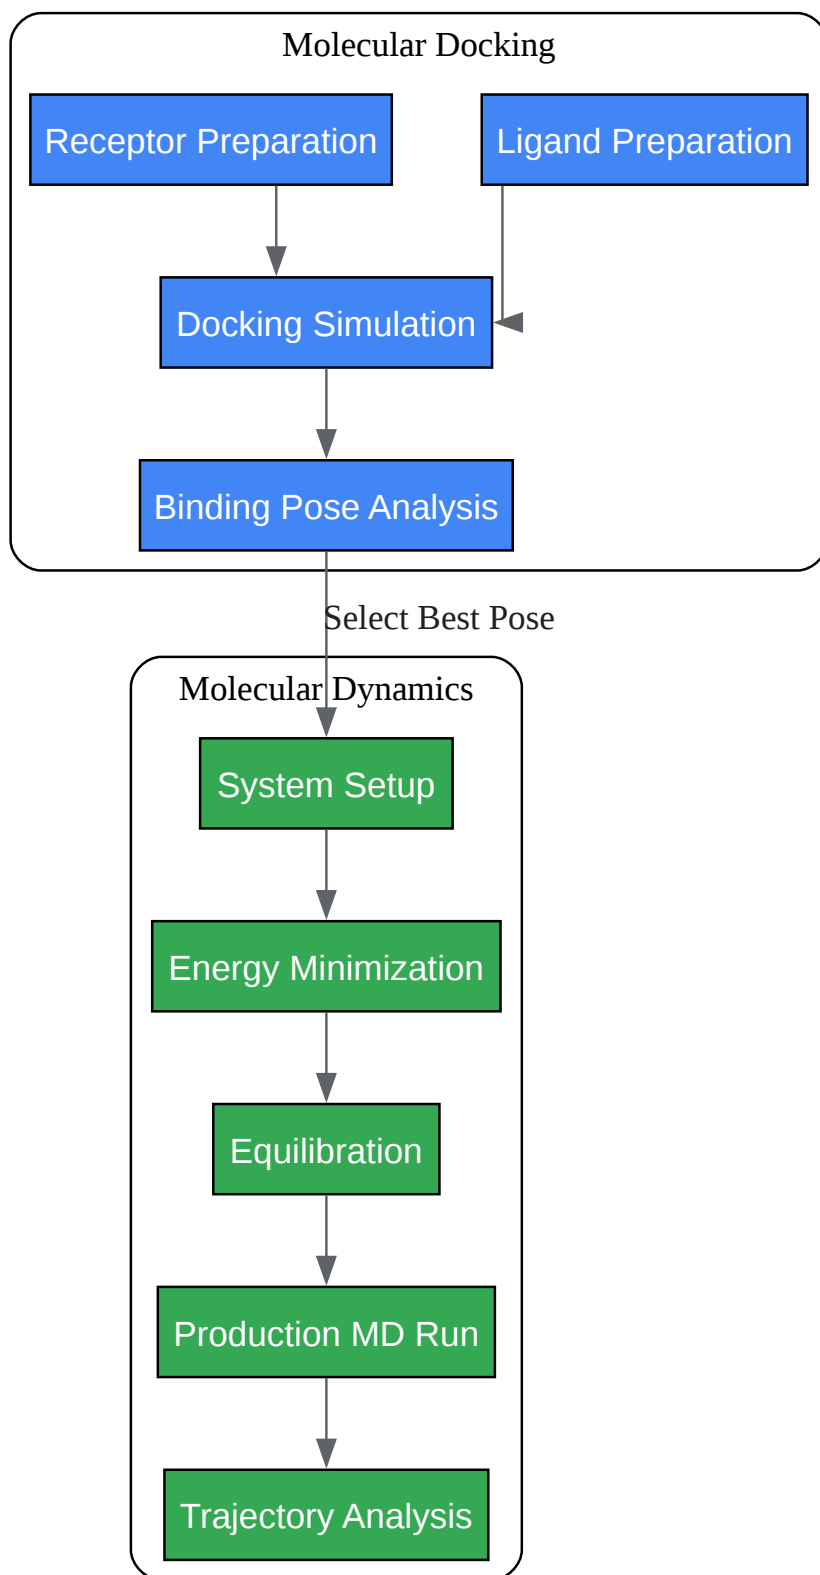 Molecular Docking
Receptor Preparation
Ligand Preparation
Docking Simulation
Binding Pose Analysis
Select Best Pose
Molecular Dynamics
System Setup
Energy Minimization
Equilibration
Production MD Run
Trajectory Analysis